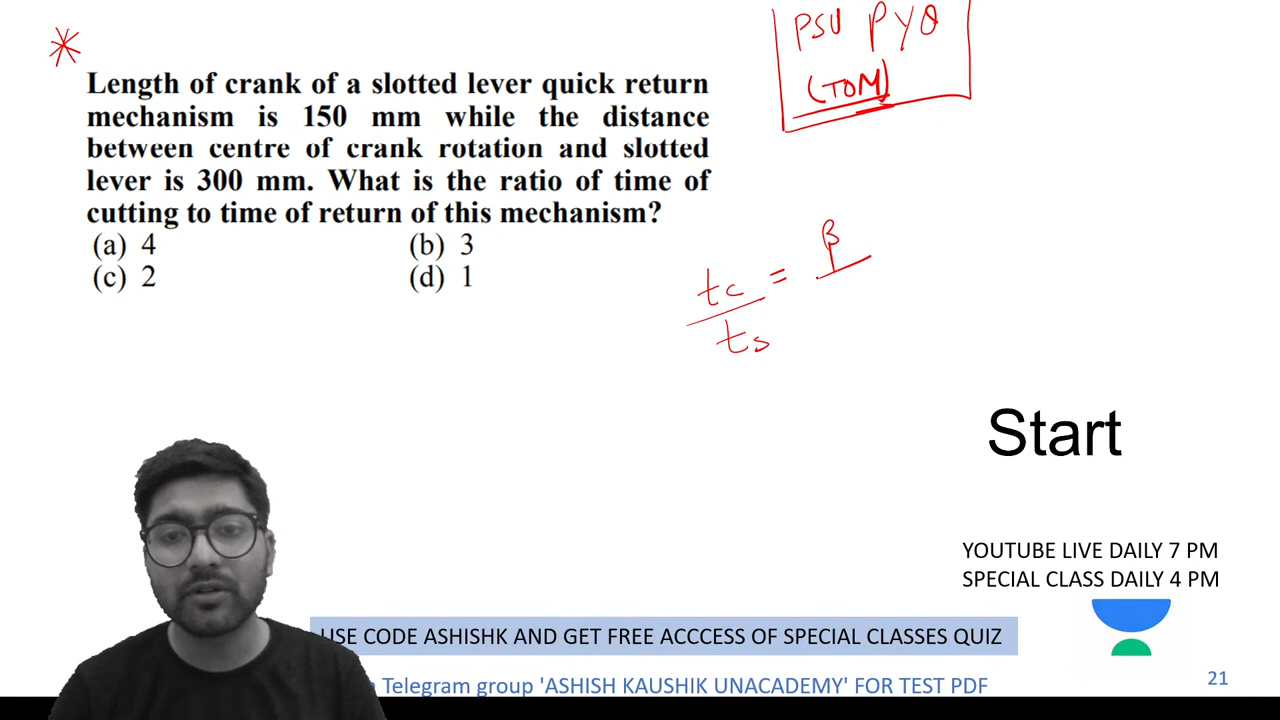 PSU PYQ
(TOM)
Length of crank of a slotted lever quick return
mechanism is 150 mm while the distance
between centre of crank rotation and slotted
lever is 300 mm. What is the ratio of time of
cutting to time of return of this mechanism?
(a) 4 (b) 3
(c) 2 (d) 1
tc = β
ts
Start
YOUTUBE LIVE DAILY 7 PM
SPECIAL CLASS DAILY 4 PM
USE CODE ASHISHK AND GET FREE ACCCESS OF SPECIAL CLASSES QUIZ
Telegram group 'ASHISH KAUSHIK UNACADEMY' FOR TEST PDF
21